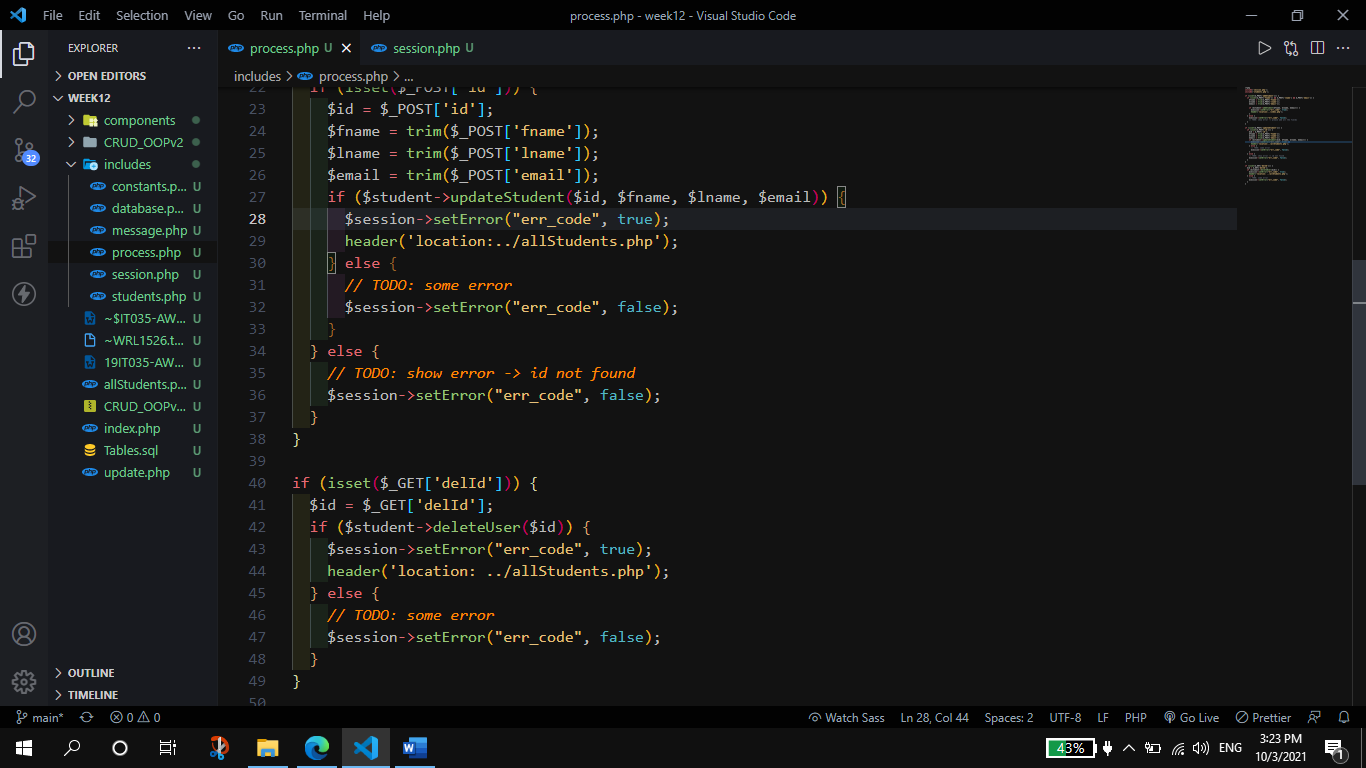 File Edit Selection View Go Run Terminal Help
process.php - week12 - Visual Studio Code
EXPLORER
OPEN EDITORS
WEEK12
components
CRUD_OOPv2
includes
constants.p... U
database.p... U
message.php U
process.php U
session.php U
students.php U
~$IT035-AW... U
~WRL1526.t... U
19IT035-AW... U
allStudents.p... U
CRUD_OOPv... U
index.php U
Tables.sql U
update.php U
OUTLINE
TIMELINE
32
process.php U
session.php U
includes > process.php > ...
22 if (isset($_POST['id'])) {
23 $id = $_POST['id'];
24 $fname = trim($_POST['fname']);
25 $lname = trim($_POST['lname']);
26 $email = trim($_POST['email']);
27 if ($student->updateStudent($id, $fname, $lname, $email)) {
28 $session->setError("err_code", true);
29 header('location:../allStudents.php');
30 } else {
31 // TODO: some error
32 $session->setError("err_code", false);
33 }
34 } else {
35 // TODO: show error -> id not found
36 $session->setError("err_code", false);
37 }
38 }
39
40 if (isset($_GET['delId'])) {
41 $id = $_GET['delId'];
42 if ($student->deleteUser($id)) {
43 $session->setError("err_code", true);
44 header('location: ../allStudents.php');
45 } else {
46 // TODO: some error
47 $session->setError("err_code", false);
48 }
49 }
50
main* 0 0 Watch Sass Ln 28, Col 44 Spaces: 2 UTF-8 LF PHP Go Live Prettier
43% ENG
3:23 PM
10/3/2021
1